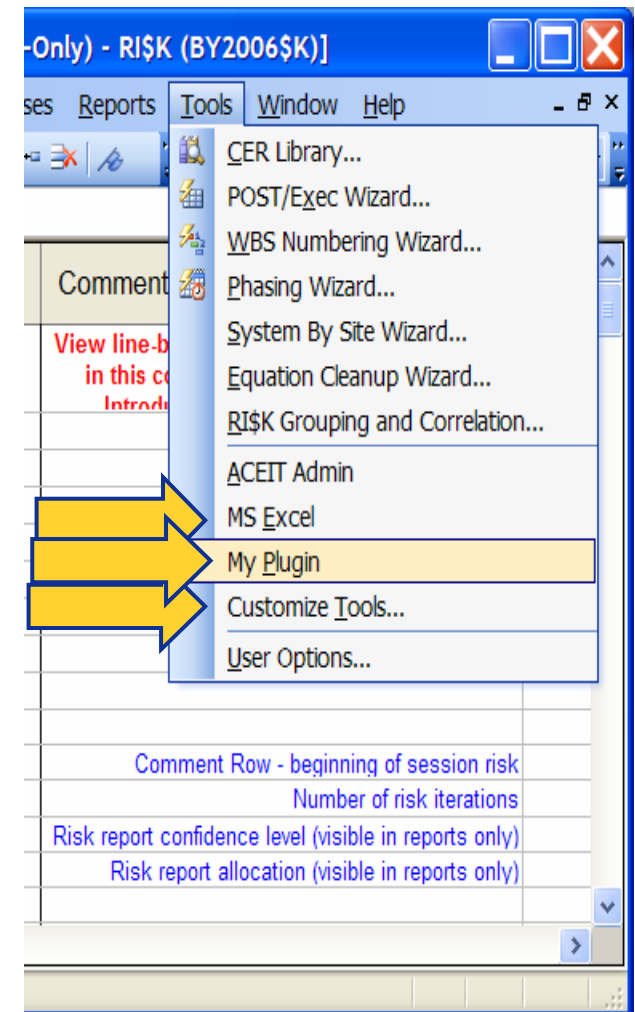 -Only) - RI$K (BY2006$K)]
Reports Tools Window Help
CER Library...
POST/Exec Wizard...
WBS Numbering Wizard...
Comment
Phasing Wizard...
View line-b
System By Site Wizard...
in this co
Equation Cleanup Wizard...
Introdu
RI$K Grouping and Correlation...
ACEIT Admin
MS Excel
My Plugin
Customize Tools...
User Options...
Comment Row - beginning of session risk
Number of risk iterations
Risk report confidence level (visible in reports only)
Risk report allocation (visible in reports only)